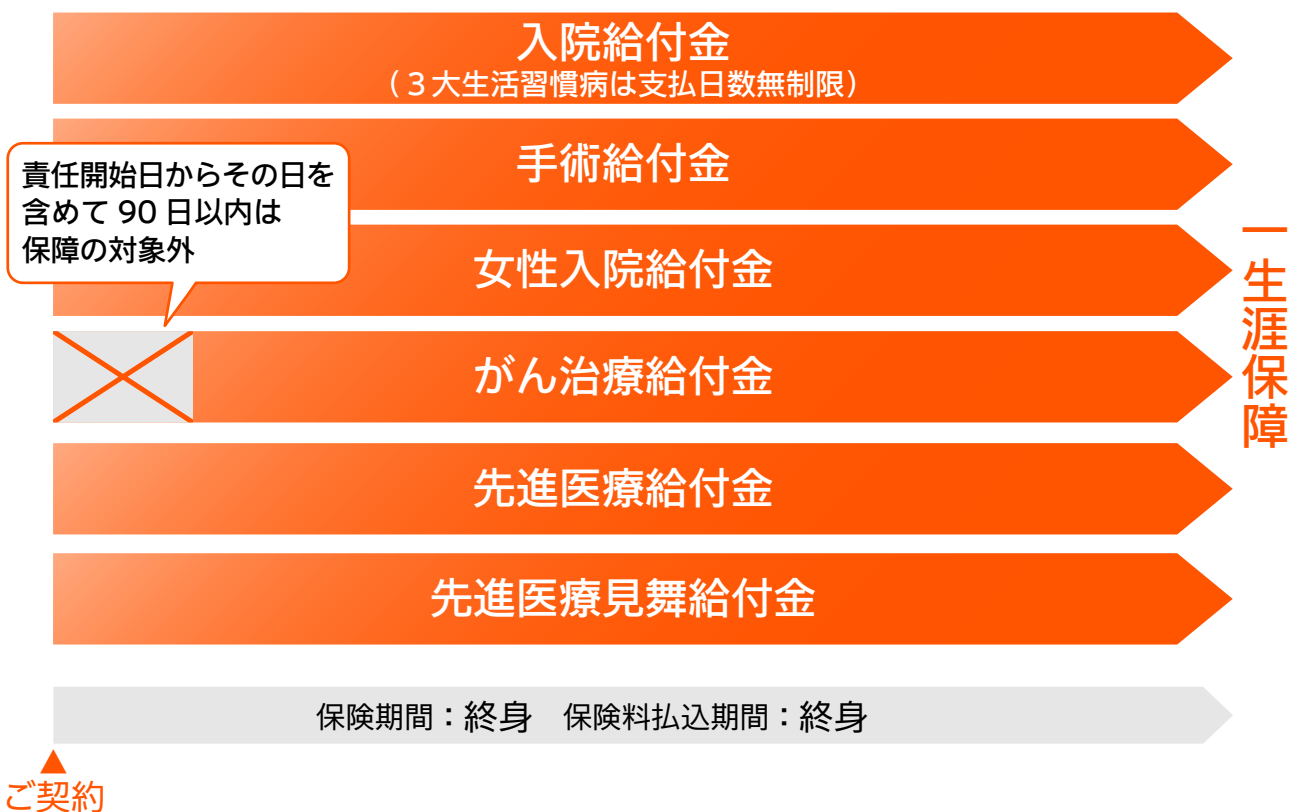 入院給付金
（３大生活習慣病は支払日数無制限）
手術給付金
責任開始日からその日を
含めて 90 日以内は
保障の対象外
女性入院給付金
がん治療給付金
先進医療給付金
先進医療見舞給付金
一生涯保障
保険期間：終身　保険料払込期間：終身
ご契約